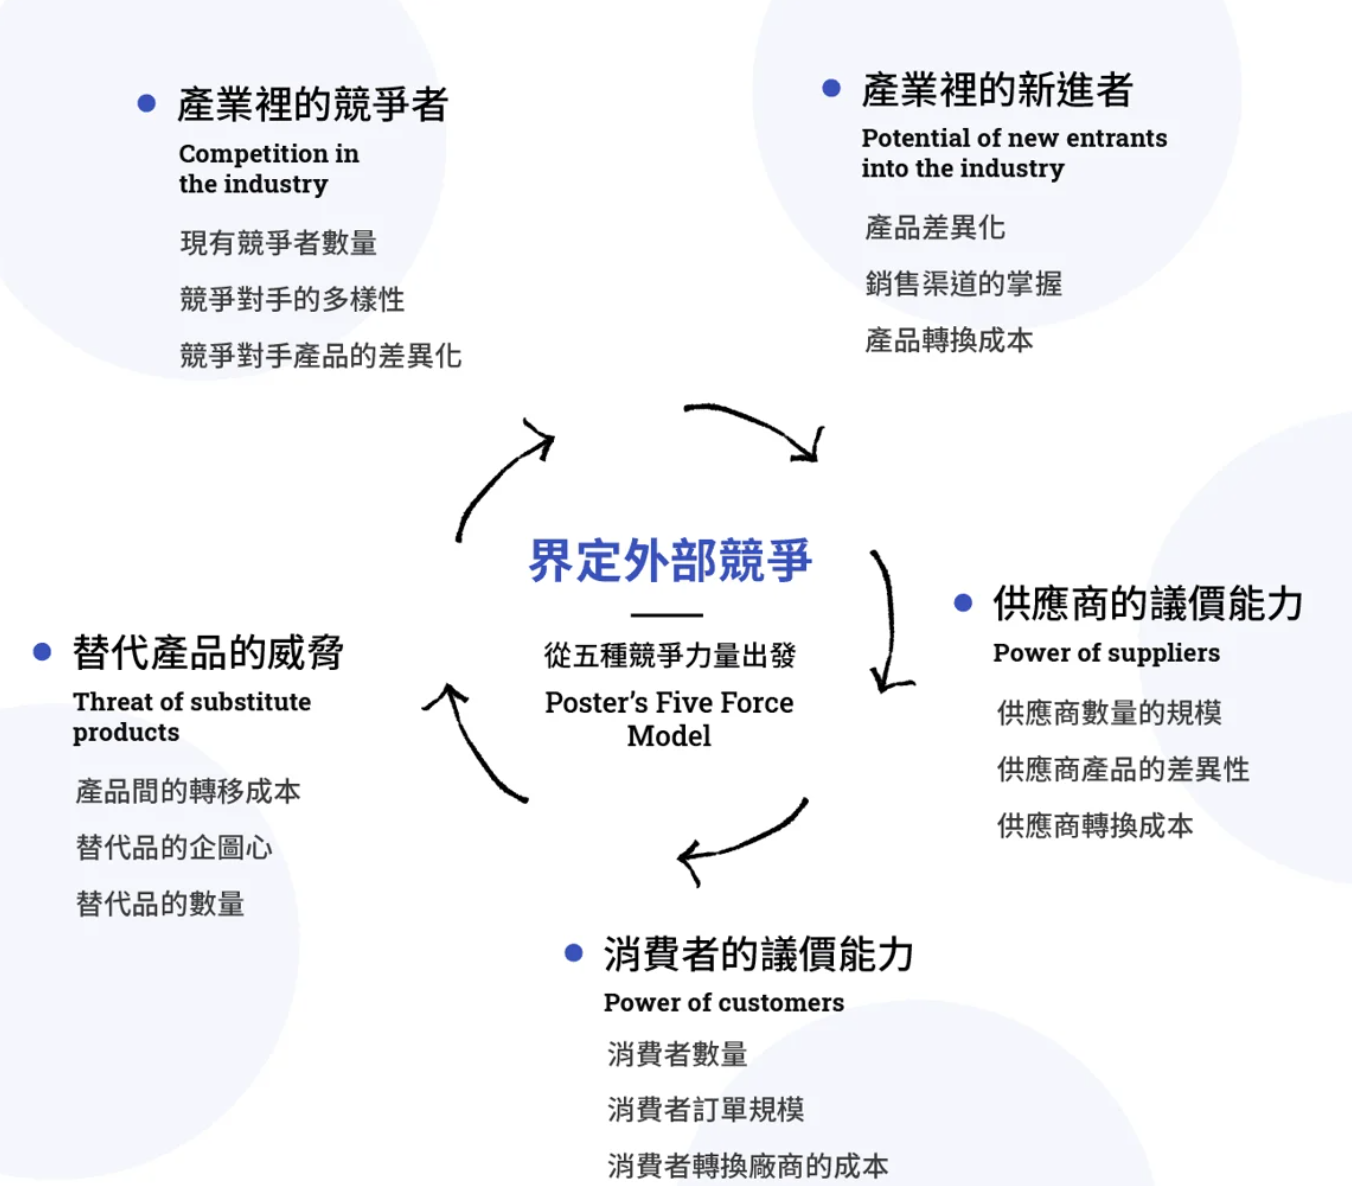 產業裡的競爭者
Competition in
the industry
現有競爭者數量
競爭對手的多樣性
競爭對手產品的差異化
產業裡的新進者
Potential of new entrants
into the industry
產品差異化
銷售渠道的掌握
產品轉換成本
界定外部競爭
從五種競爭力量出發
Poster's Five Force
Model
供應商的議價能力
Power of suppliers
供應商數量的規模
供應商產品的差異性
供應商轉換成本
替代產品的威脅
Threat of substitute
products
產品間的轉移成本
替代品的企圖心
替代品的數量
消費者的議價能力
Power of customers
消費者數量
消費者訂單規模
消費者轉換廠商的成本